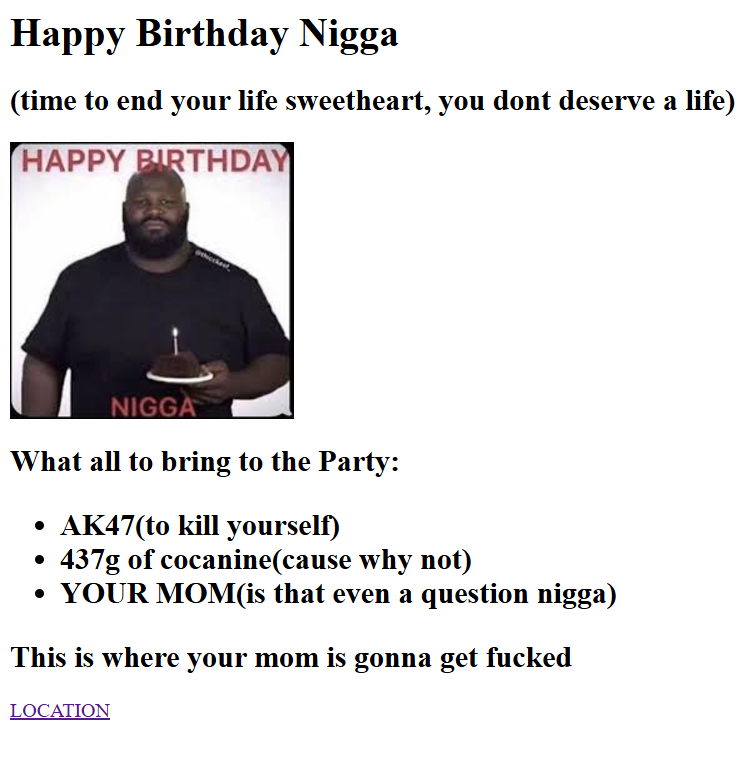 Happy Birthday Nigga
(time to end your life sweetheart, you dont deserve a life)
HAPPY BIRTHDAY
@thicckest_
NIGGA
What all to bring to the Party:
• AK47(to kill yourself)
• 437g of cocanine(cause why not)
• YOUR MOM(is that even a question nigga)
This is where your mom is gonna get fucked
LOCATION